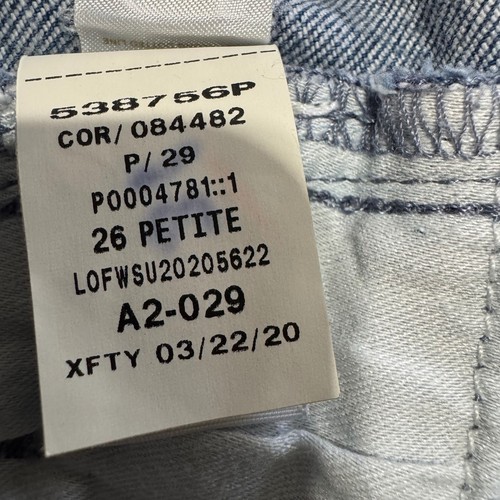 538756P
COR/ 084482
P/ 29
P0004781::1
26 PETITE
LOFWSU20205622
A2-029
XFTY 03/22/20